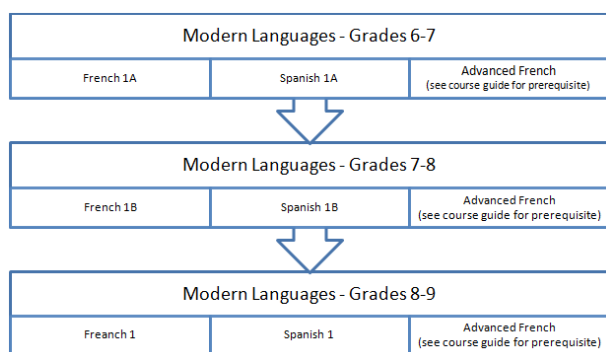 Modern Languages - Grades 6-7
French 1A
Spanish 1A
Advanced French
(see course guide for prerequisite)
Modern Languages - Grades 7-8
French 1B
Spanish 1B
Advanced French
(see course guide for prerequisite)
Modern Languages - Grades 8-9
Freanch 1
Spanish 1
Advanced French
(see course guide for prerequisite)